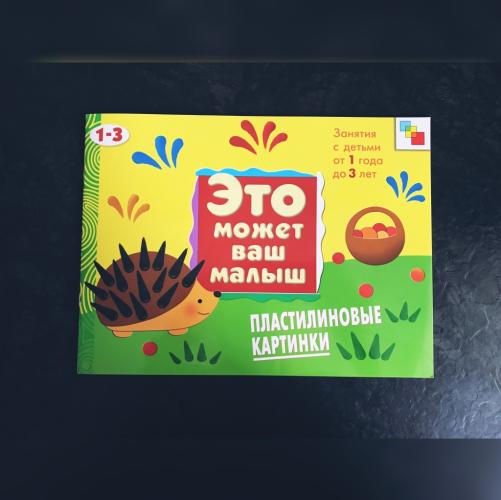 1-3
Занятия
с детьми
от 1 года
до 3 лет
Это
может
ваш
малыш
ПЛАСТИЛИНОВЫЕ
КАРТИНКИ